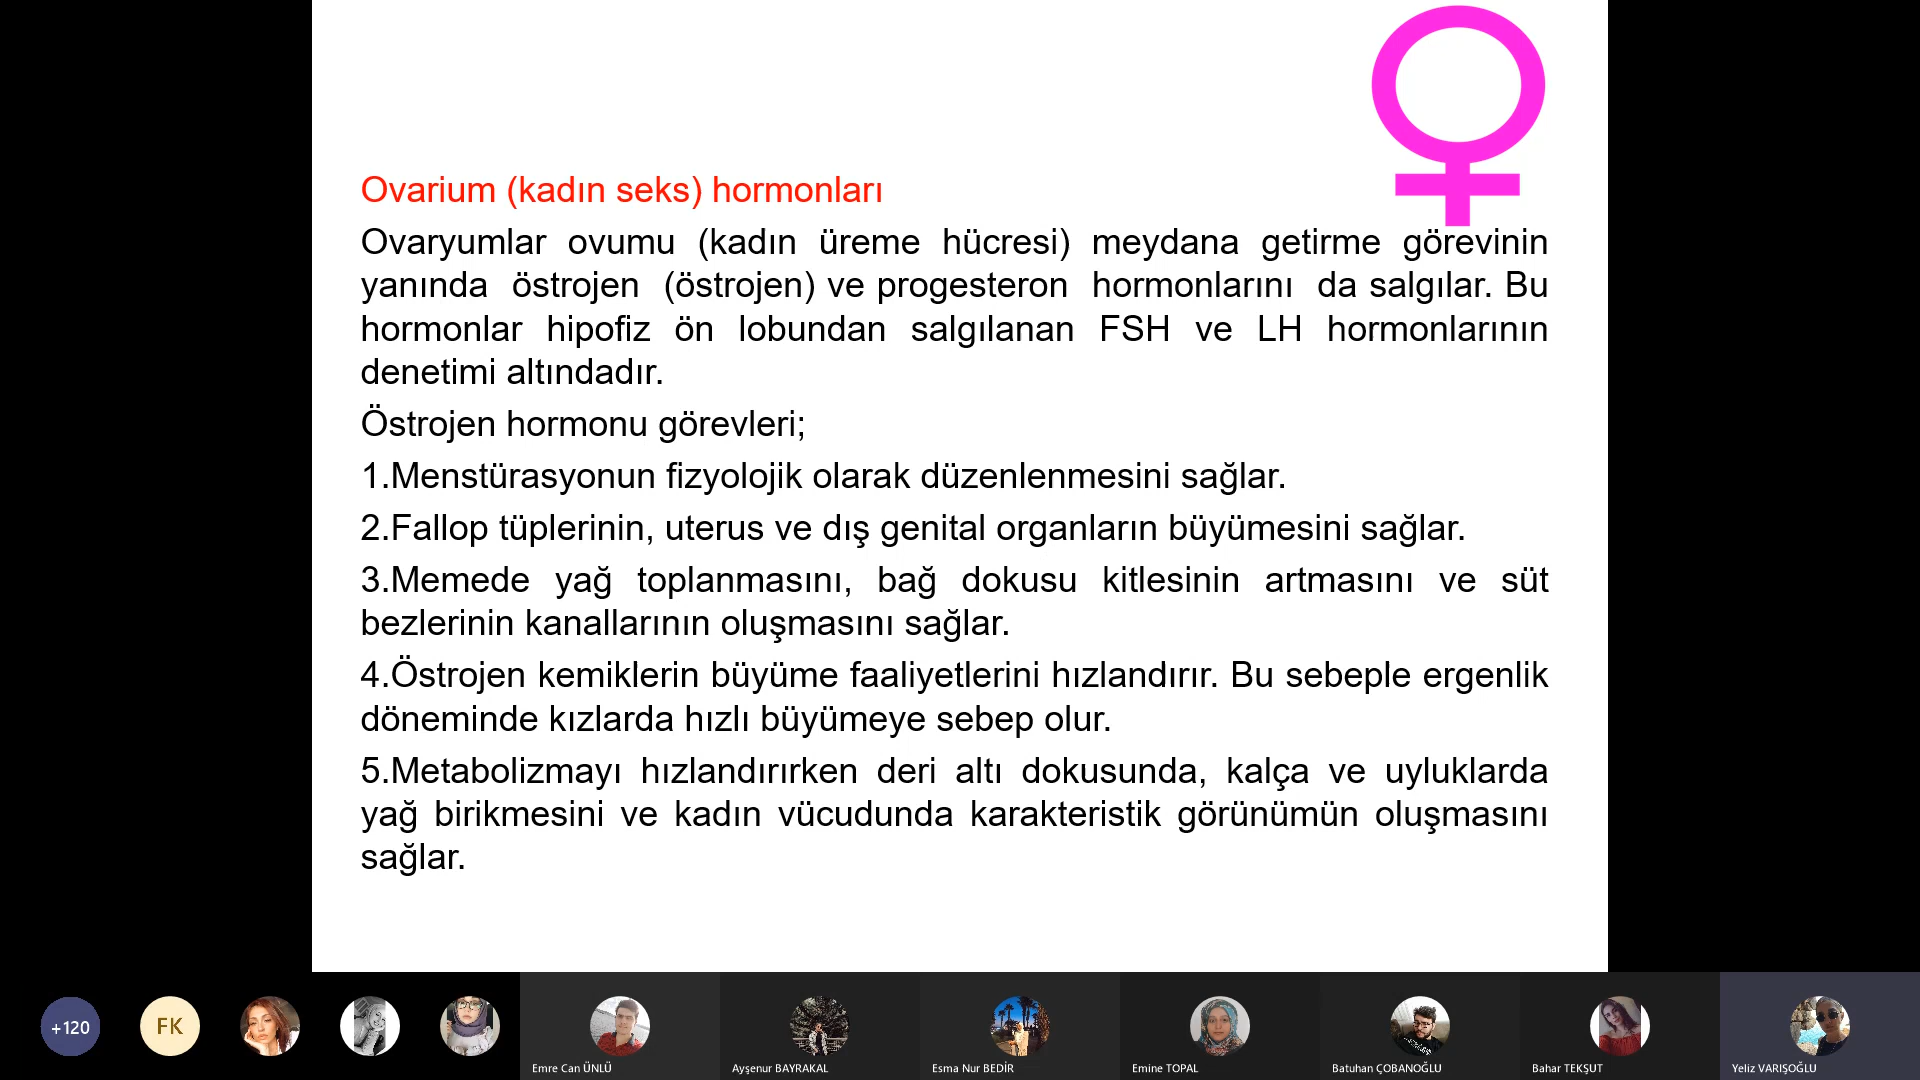 Ovarium (kadın seks) hormonları
Ovaryumlar ovumu (kadın üreme hücresi) meydana getirme görevinin
yanında östrojen (östrojen) ve progesteron hormonlarını da salgılar. Bu
hormonlar hipofiz ön lobundan salgılanan FSH ve LH hormonlarının
denetimi altındadır.
Östrojen hormonu görevleri;
1.Menstürasyonun fizyolojik olarak düzenlenmesini sağlar.
2.Fallop tüplerinin, uterus ve dış genital organların büyümesini sağlar.
3.Memede yağ toplanmasını, bağ dokusu kitlesinin artmasını ve süt
bezlerinin kanallarının oluşmasını sağlar.
4.Östrojen kemiklerin büyüme faaliyetlerini hızlandırır. Bu sebeple ergenlik
döneminde kızlarda hızlı büyümeye sebep olur.
5.Metabolizmayı hızlandırırken deri altı dokusunda, kalça ve uyluklarda
yağ birikmesini ve kadın vücudunda karakteristik görünümün oluşmasını
sağlar.
+120
FK
Emre Can ÜNLÜ
Ayşenur BAYRAKAL
Esma Nur BEDİR
Emine TOPAL
Batuhan ÇOBANOĞLU
Bahar TEKŞUT
Yeliz VARIŞOĞLU